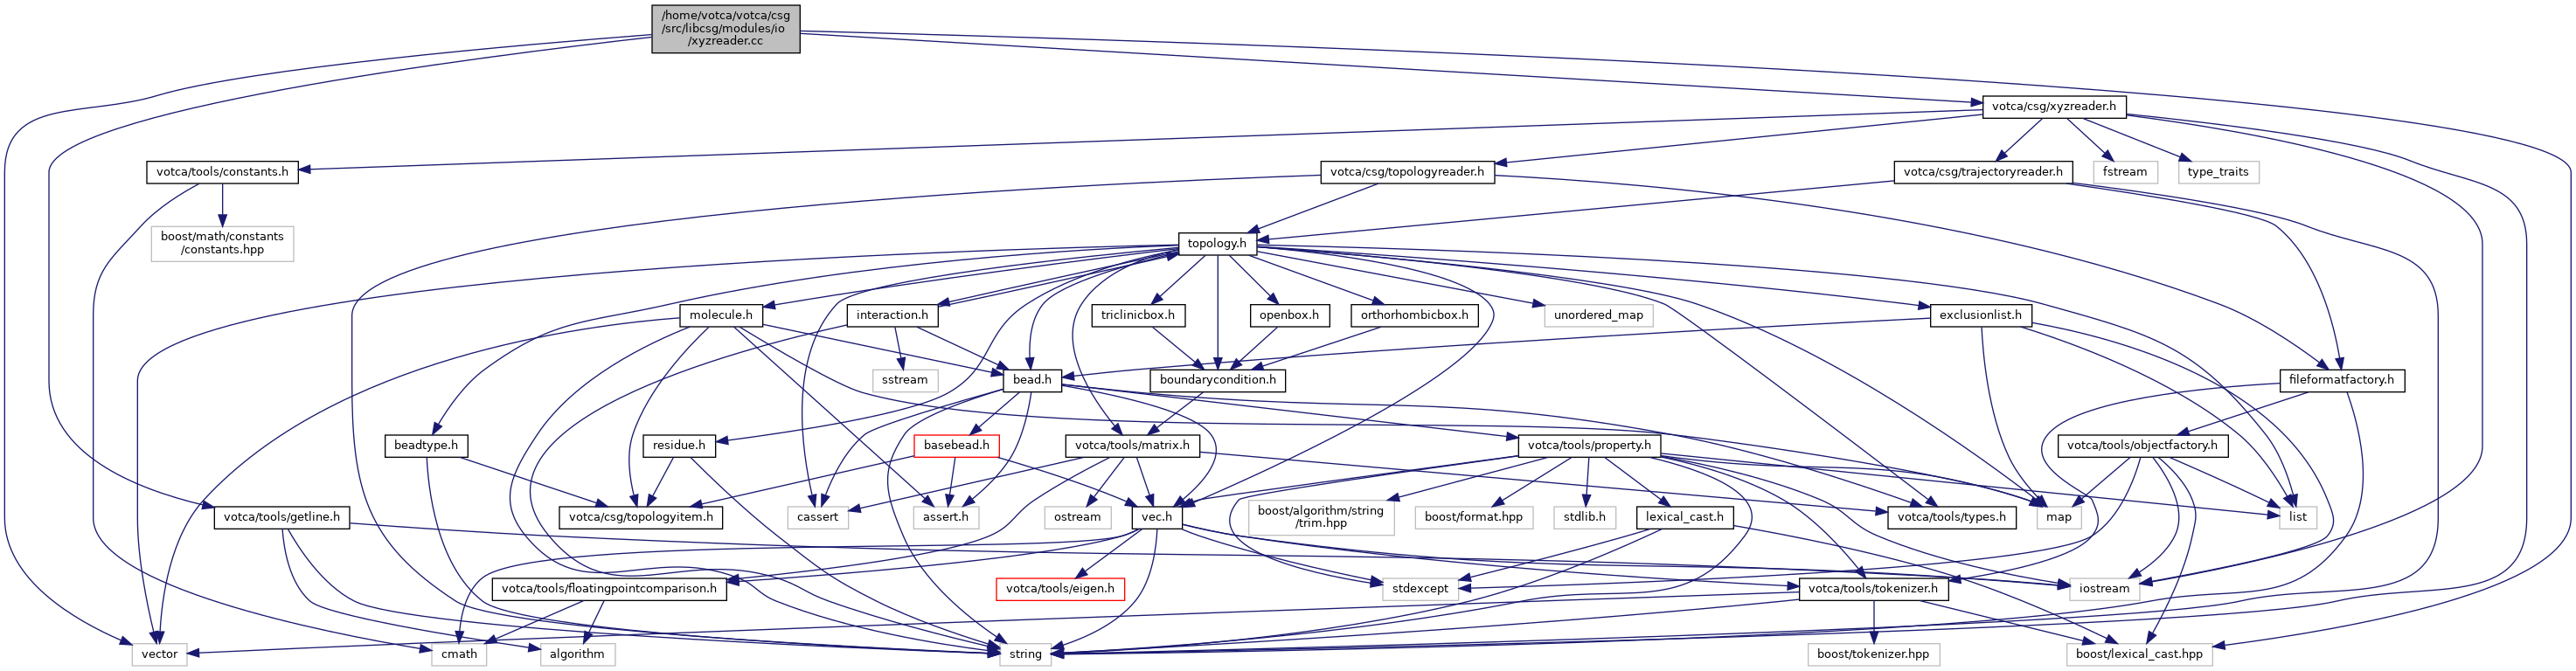 /home/votca/votca/csg
/src/libcsg/modules/io
/xyzreader.cc
votca/csg/xyzreader.h
votca/tools/constants.h
votca/csg/topologyreader.h
votca/csg/trajectoryreader.h
fstream
type_traits
boost/math/constants
/constants.hpp
topology.h
molecule.h
interaction.h
triclinicbox.h
openbox.h
orthorhombicbox.h
unordered_map
exclusionlist.h
sstream
bead.h
boundarycondition.h
fileformatfactory.h
beadtype.h
residue.h
basebead.h
votca/tools/matrix.h
votca/tools/property.h
votca/tools/objectfactory.h
votca/tools/getline.h
votca/csg/topologyitem.h
cassert
assert.h
ostream
vec.h
boost/algorithm/string
/trim.hpp
boost/format.hpp
stdlib.h
lexical_cast.h
votca/tools/types.h
map
list
votca/tools/floatingpointcomparison.h
votca/tools/eigen.h
stdexcept
votca/tools/tokenizer.h
iostream
vector
cmath
algorithm
string
boost/tokenizer.hpp
boost/lexical_cast.hpp